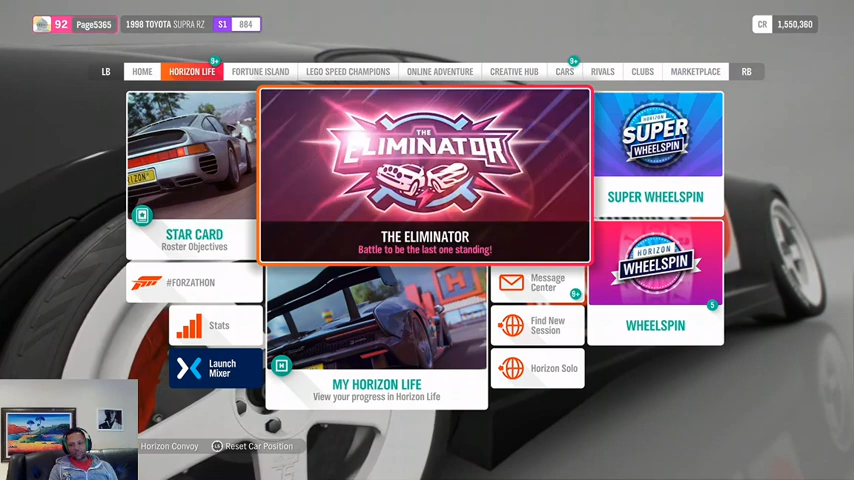 92 Page5365
1998 TOYOTA SUPRA RZ
S1 884
CR 1,550,360
LB
HOME
HORIZON LIFE
9+
FORTUNE ISLAND
LEGO SPEED CHAMPIONS
ONLINE ADVENTURE
CREATIVE HUB
CARS
9+
RIVALS
CLUBS
MARKETPLACE
RB
STAR CARD
Roster Objectives
THE
ELIMINATOR
THE ELIMINATOR
Battle to be the last one standing!
HORIZON
SUPER
WHEELSPIN
SUPER WHEELSPIN
#FORZATHON
Stats
Launch
Mixer
MY HORIZON LIFE
View your progress in Horizon Life
Message
Center
9+
Find New
Session
Horizon Solo
HORIZON
WHEELSPIN
5
WHEELSPIN
Horizon Convoy
LS Reset Car Position